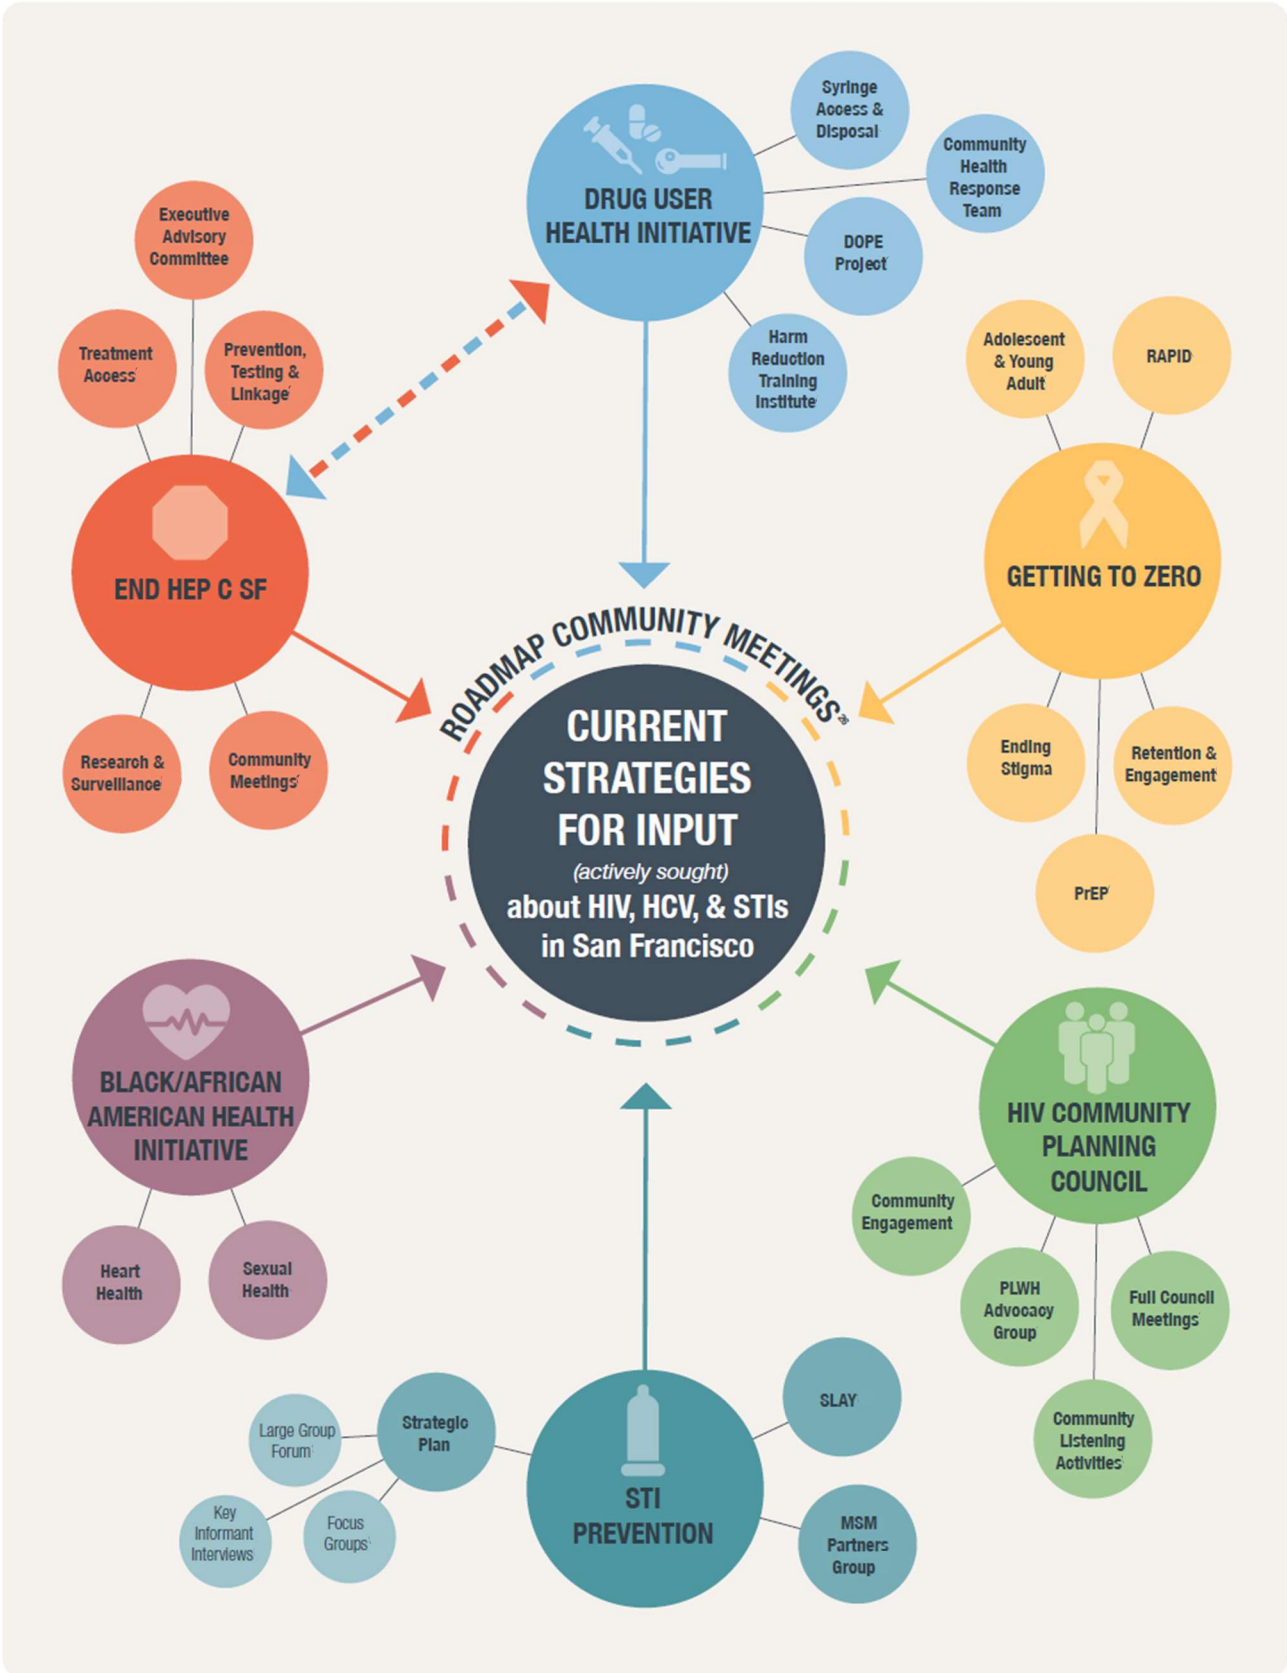 Syringe
Access &
Disposal
Community
Health
Response
Team
DRUG USER
HEALTH INITIATIVE
DOPE
Project
Harm
Reduction
Training
Institute
Executive
Advisory
Committee
Treatment
Access
Prevention,
Testing &
Linkage
END HEP C SF
Research &
Surveillance
Community
Meetings
Adolescent
& Young
Adult
RAPID
GETTING TO ZERO
Ending
Stigma
Retention &
Engagement
PrEP
ROADMAP COMMUNITY MEETINGS 26
CURRENT
STRATEGIES
FOR INPUT
(actively sought)
about HIV, HCV, & STIs
in San Francisco
BLACK/AFRICAN
AMERICAN HEALTH
INITIATIVE
Heart
Health
Sexual
Health
HIV COMMUNITY
PLANNING
COUNCIL
Community
Engagement
PLWH
Advocacy
Group
Full Council
Meetings
Community
Listening
Activities
STI
PREVENTION
Strategic
Plan
Large Group
Forum
Key
Informant
Interviews
Focus
Groups
SLAY
MSM
Partners
Group